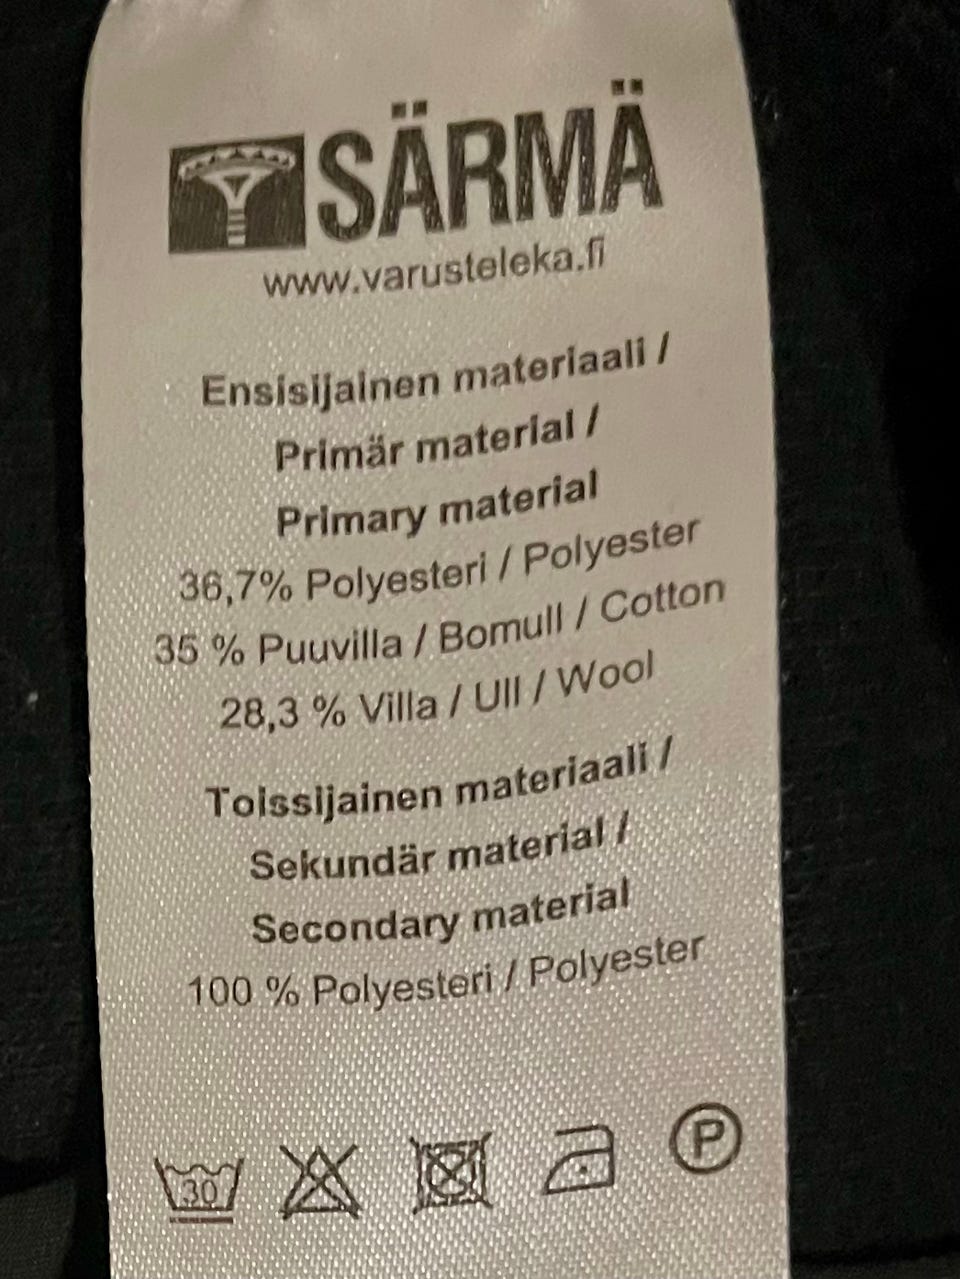 SÄRMÄ
www.varusteleka.fi
Ensisijainen materiaali /
Primär material /
Primary material
36,7% Polyesteri / Polyester
35 % Puuvilla / Bomull / Cotton
28,3 % Villa / Ull / Wool
Toissijainen materiaali /
Sekundär material /
Secondary material
100 % Polyesteri / Polyester
30 P